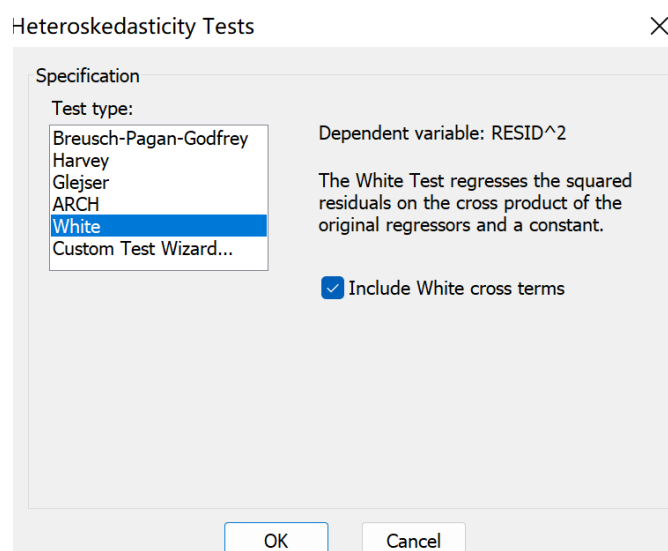 Heteroskedasticity Tests
Specification
Test type:
Breusch-Pagan-Godfrey
Harvey
Glejser
ARCH
White
Custom Test Wizard...
Dependent variable: RESID^2
The White Test regresses the squared
residuals on the cross product of the
original regressors and a constant.
Include White cross terms
OK
Cancel